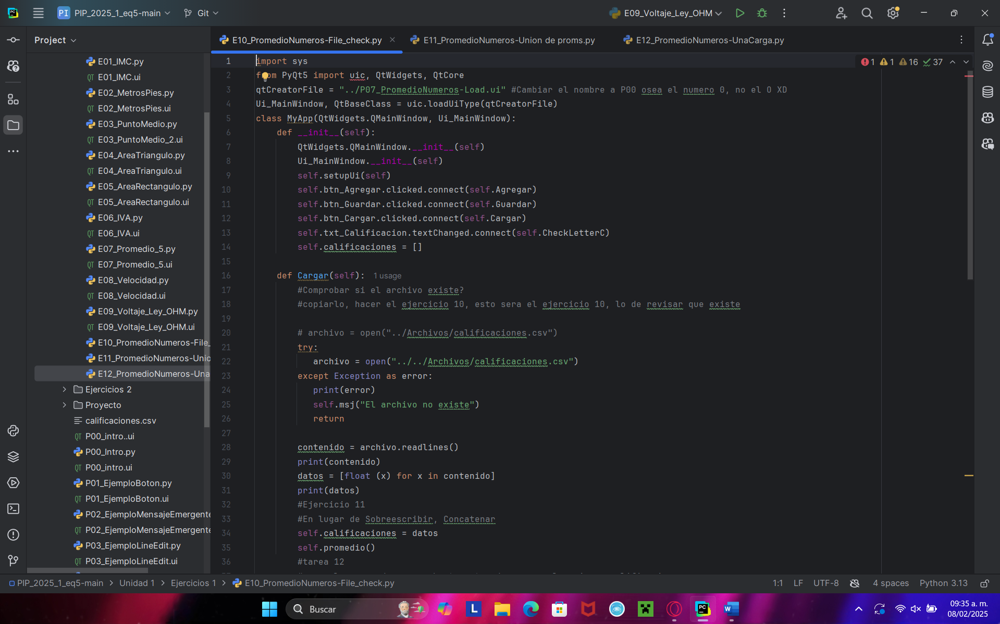 PI PIP_2025_1_eq5-main Git E09_Voltaje_Ley_OHM
Project
E10_PromedioNumeros-File_check.py E11_PromedioNumeros-Union de proms.py E12_PromedioNumeros-UnaCarga.py
E01_IMC.py
E01_IMC.ui
E02_MetrosPies.py
E02_MetrosPies.ui
E03_PuntoMedio.py
E03_PuntoMedio_2.ui
E04_AreaTriangulo.py
E04_AreaTriangulo.ui
E05_AreaRectangulo.py
E05_AreaRectangulo.ui
E06_IVA.py
E06_IVA.ui
E07_Promedio_5.py
E07_Promedio_5.ui
E08_Velocidad.py
E08_Velocidad.ui
E09_Voltaje_Ley_OHM.py
E09_Voltaje_Ley_OHM.ui
E10_PromedioNumeros-File_
E11_PromedioNumeros-Unio
E12_PromedioNumeros-Una
Ejercicios 2
Proyecto
calificaciones.csv
P00_intro..ui
P00_Intro.py
P00_intro.ui
P01_EjemploBoton.py
P01_EjemploBoton.ui
P02_EjemploMensajeEmergente
P02_EjemploMensajeEmergente
P03_EjemploLineEdit.py
P03_EjemploLineEdit.ui
1 1 16 37
1 import sys
2 from PyQt5 import uic, QtWidgets, QtCore
3 qtCreatorFile = "../P07_PromedioNumeros-Load.ui" #Cambiar el nombre a P00 osea el numero 0, no el O XD
4 Ui_MainWindow, QtBaseClass = uic.loadUiType(qtCreatorFile)
5 class MyApp(QtWidgets.QMainWindow, Ui_MainWindow):
6 def __init__(self):
7 QtWidgets.QMainWindow.__init__(self)
8 Ui_MainWindow.__init__(self)
9 self.setupUi(self)
10 self.btn_Agregar.clicked.connect(self.Agregar)
11 self.btn_Guardar.clicked.connect(self.Guardar)
12 self.btn_Cargar.clicked.connect(self.Cargar)
13 self.txt_Calificacion.textChanged.connect(self.CheckLetterC)
14 self.calificaciones = []
15
16 def Cargar(self): 1 usage
17 #Comprobar si el archivo existe?
18 #copiarlo, hacer el ejercicio 10, esto sera el ejercicio 10, lo de revisar que existe
19
20 # archivo = open("../Archivos/calificaciones.csv")
21 try:
22 archivo = open("../../Archivos/calificaciones.csv")
23 except Exception as error:
24 print(error)
25 self.msj("El archivo no existe")
26 return
27
28 contenido = archivo.readlines()
29 print(contenido)
30 datos = [float (x) for x in contenido]
31 print(datos)
32 #Ejercicio 11
33 #En lugar de Sobreescribir, Concatenar
34 self.calificaciones = datos
35 self.promedio()
36 #tarea 12
PIP_2025_1_eq5-main > Unidad 1 > Ejercicios 1 > E10_PromedioNumeros-File_check.py 1:1 LF UTF-8 4 spaces Python 3.13
Buscar
09:35 a. m.
08/02/2025